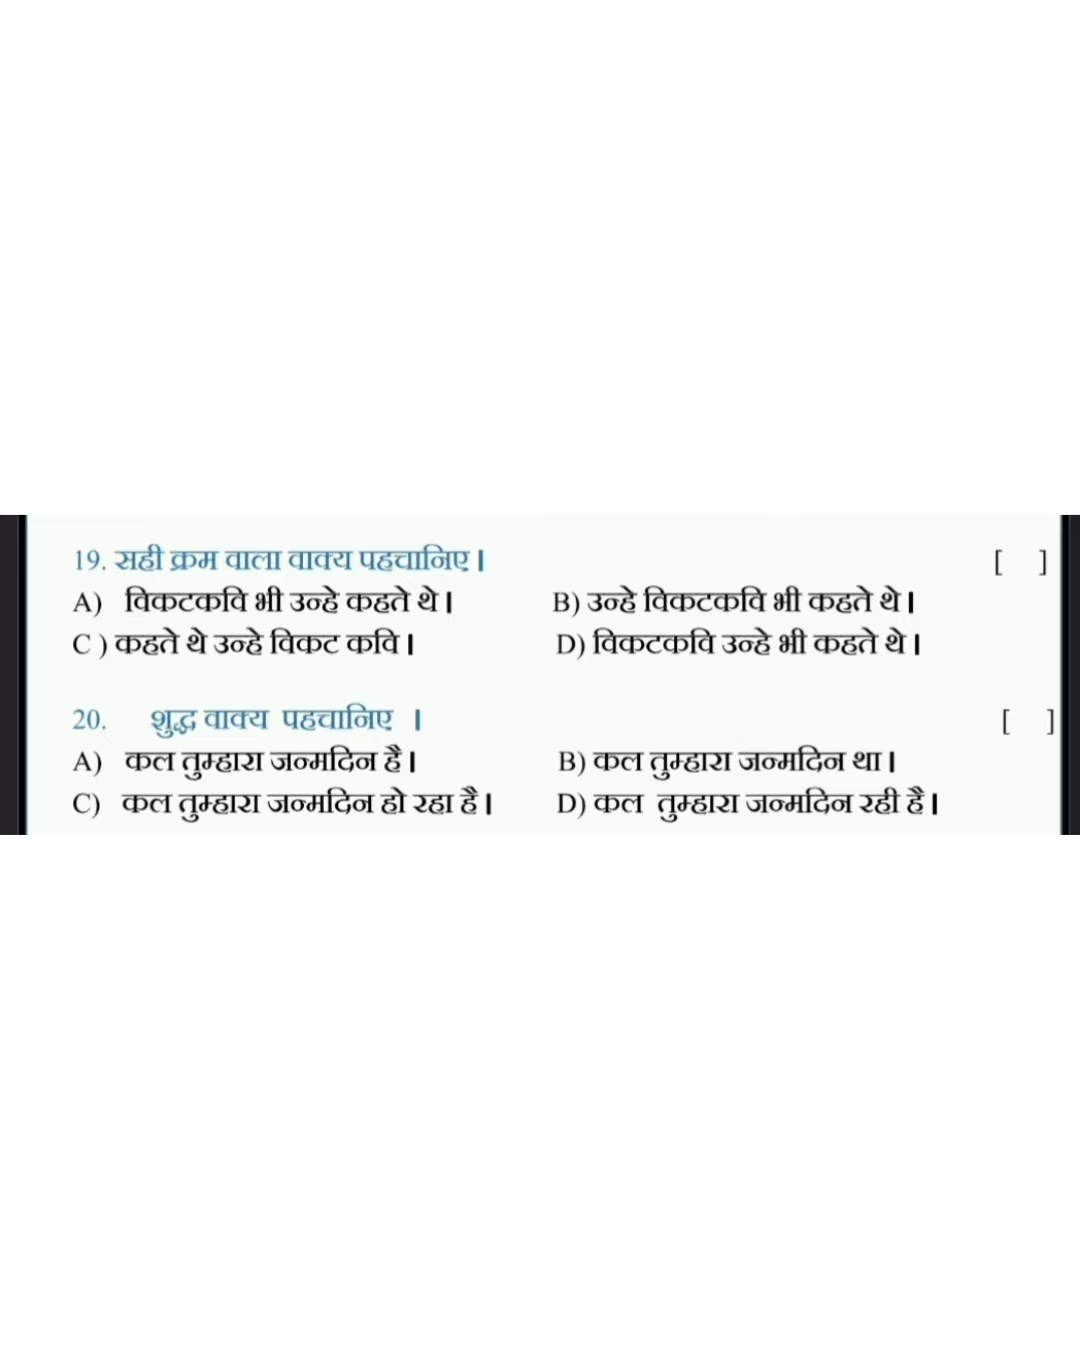 19. सही क्रम वाला वाक्य पहचानिए। [ ]
A) विकटकवि भी उन्हे कहते थे। B) उन्हे विकटकवि भी कहते थे।
C ) कहते थे उन्हे विकट कवि। D) विकटकवि उन्हे भी कहते थे।
20. शुद्ध वाक्य पहचानिए । [ ]
A) कल तुम्हारा जन्मदिन है। B) कल तुम्हारा जन्मदिन था।
C) कल तुम्हारा जन्मदिन हो रहा है। D) कल तुम्हारा जन्मदिन रही है।